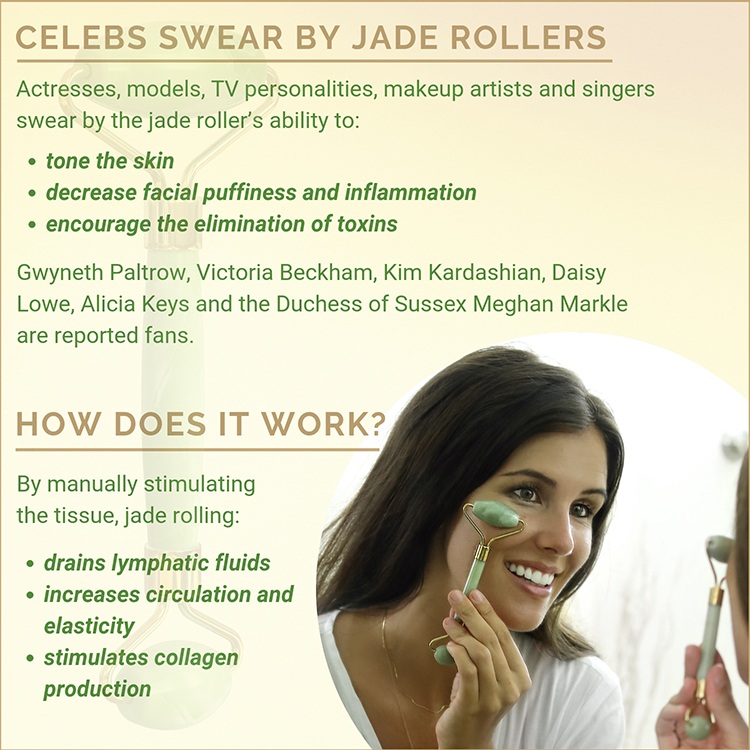 CELEBS SWEAR BY JADE ROLLERS
Actresses, models, TV personalities, makeup artists and singers
swear by the jade roller's ability to:
• tone the skin
• decrease facial puffiness and inflammation
• encourage the elimination of toxins
Gwyneth Paltrow, Victoria Beckham, Kim Kardashian, Daisy
Lowe, Alicia Keys and the Duchess of Sussex Meghan Markle
are reported fans.
HOW DOES IT WORK?
By manually stimulating
the tissue, jade rolling:
• drains lymphatic fluids
• increases circulation and
elasticity
• stimulates collagen
production